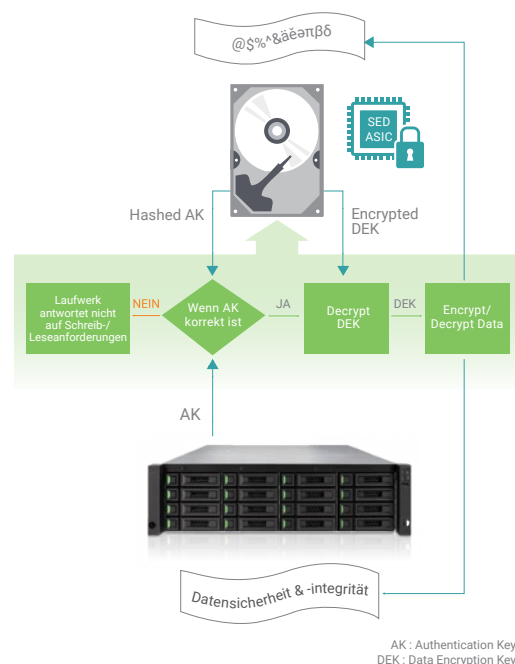 @$%^&äĕəπβδ
SED
ASIC
Hashed AK
Encrypted
DEK
Laufwerk
antwortet nicht
auf Schreib-/
Leseanforderungen
NEIN
Wenn AK
korrekt ist
JA
Decrypt
DEK
DEK
Encrypt/
Decrypt Data
AK
Datensicherheit & -integrität
AK : Authentication Key
DEK : Data Encryption Key